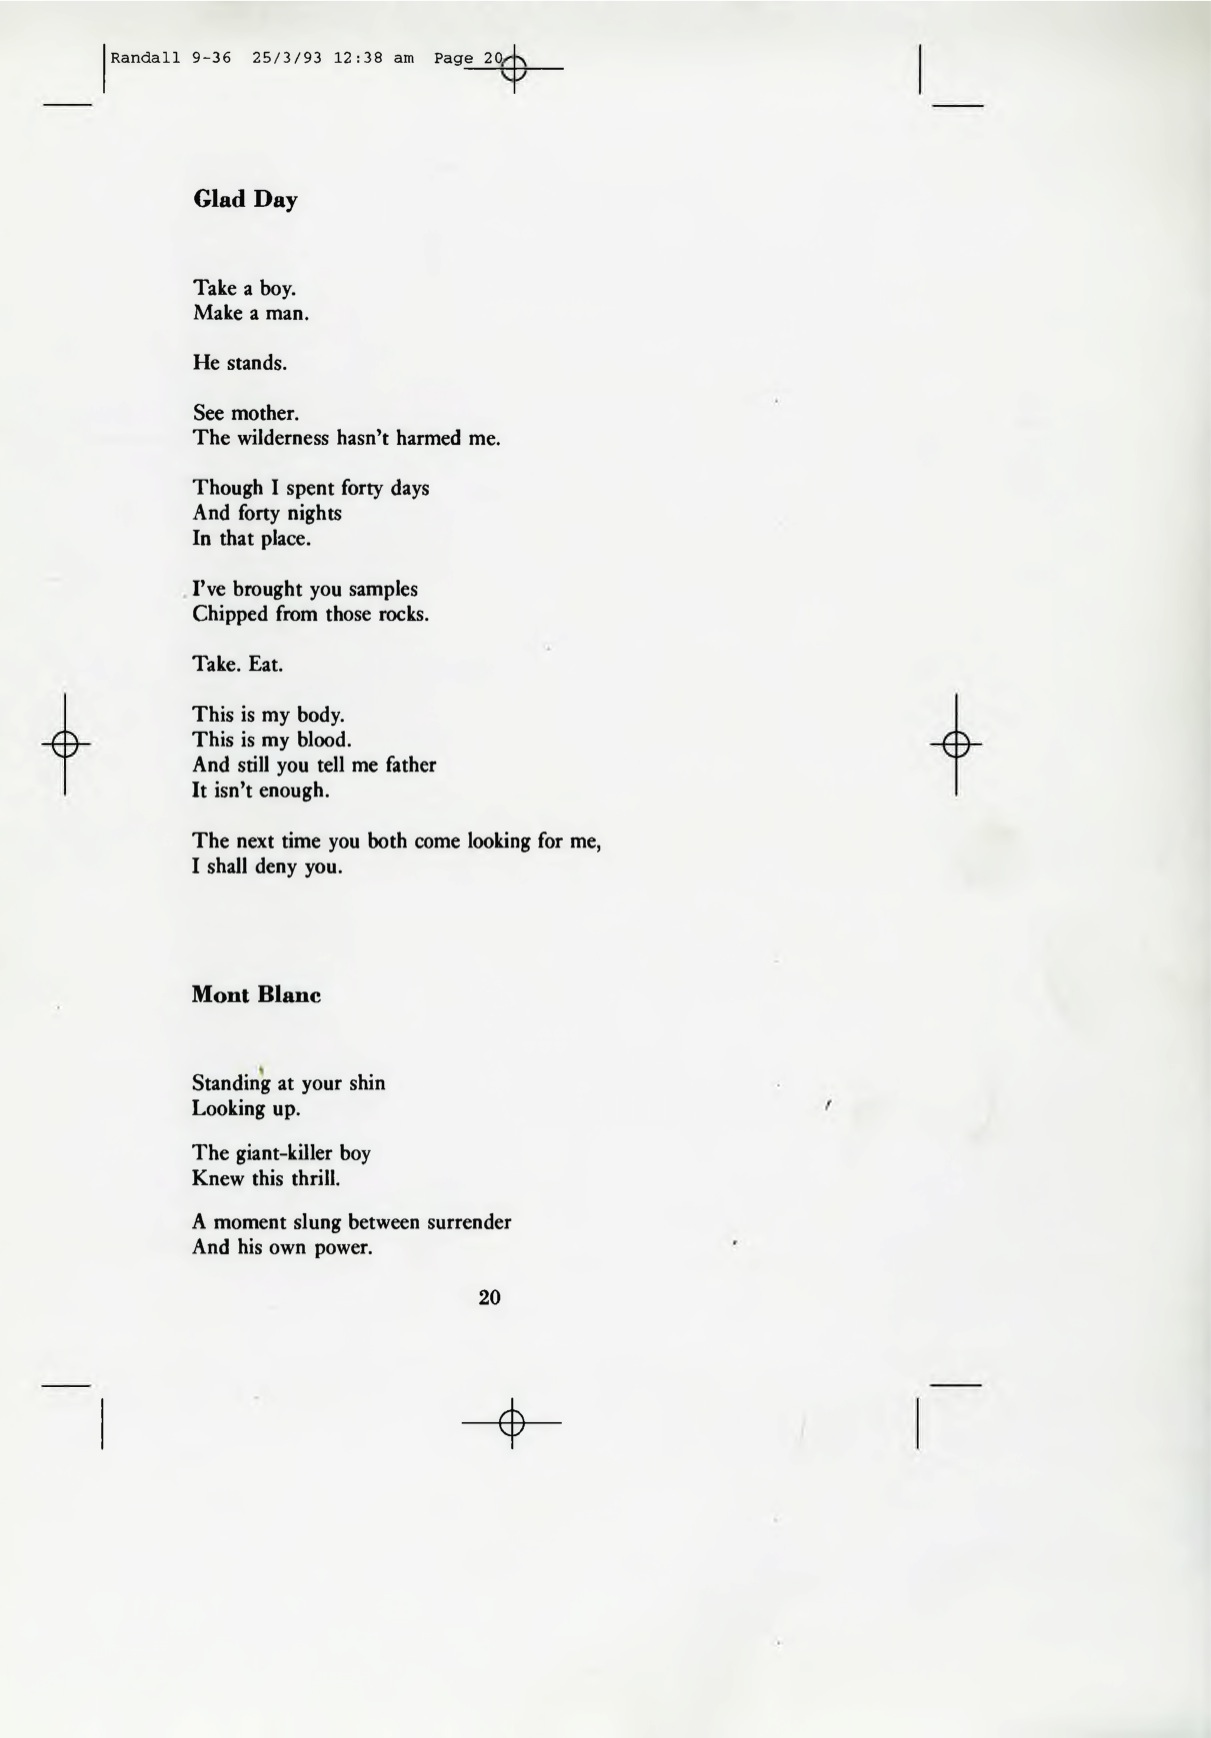 Randall 9-36 25/3/93 12:38 am Page 20
Glad Day
Take a boy.
Make a man.
He stands.
See mother.
The wilderness hasn't harmed me.
Though I spent forty days
And forty nights
In that place.
I've brought you samples
Chipped from those rocks.
Take. Eat.
This is my body.
This is my blood.
And still you tell me father
It isn't enough.
The next time you both come looking for me,
I shall deny you.
Mont Blanc
Standing at your shin
Looking up.
The giant-killer boy
Knew this thrill.
A moment slung between surrender
And his own power.
20